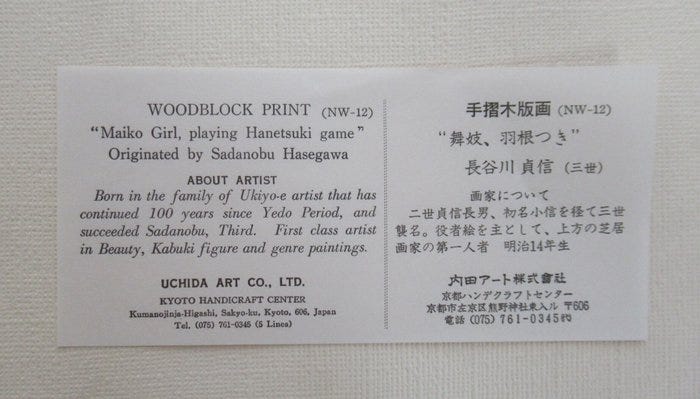 WOODBLOCK PRINT (NW-12)
"Maiko Girl, playing Hanetsuki game"
Originated by Sadanobu Hasegawa
ABOUT ARTIST
Born in the family of Ukiyo-e artist that has
continued 100 years since Yedo Period, and
succeeded Sadanobu, Third. First class artist
in Beauty, Kabuki figure and genre paintings.
UCHIDA ART CO., LTD.
KYOTO HANDICRAFT CENTER
Kumanojinja-Higashi, Sakyo-ku, Kyoto, 606, Japan
Tel. (075) 761-0345 (5 Lines)
手摺木版画 (NW-12)
"舞妓、羽根つき"
長谷川 貞信 (三世)
画家について
二世貞信長男、初名小信を経て三世
襲名。役者絵を主として、上方の芝居
画家の第一人者 明治14年生
内田アート株式會社
京都ハンデクラフトセンター
京都市左京区熊野神社東入ル 〒606
電話 (075) 761-0345㈹